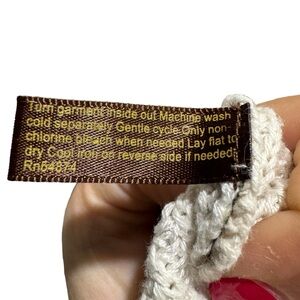 Turn garment inside out Machine wash
cold separately Gentle cycle Only non-
chlorine bleach when needed Lay flat to
dry Cool iron on reverse side if needed